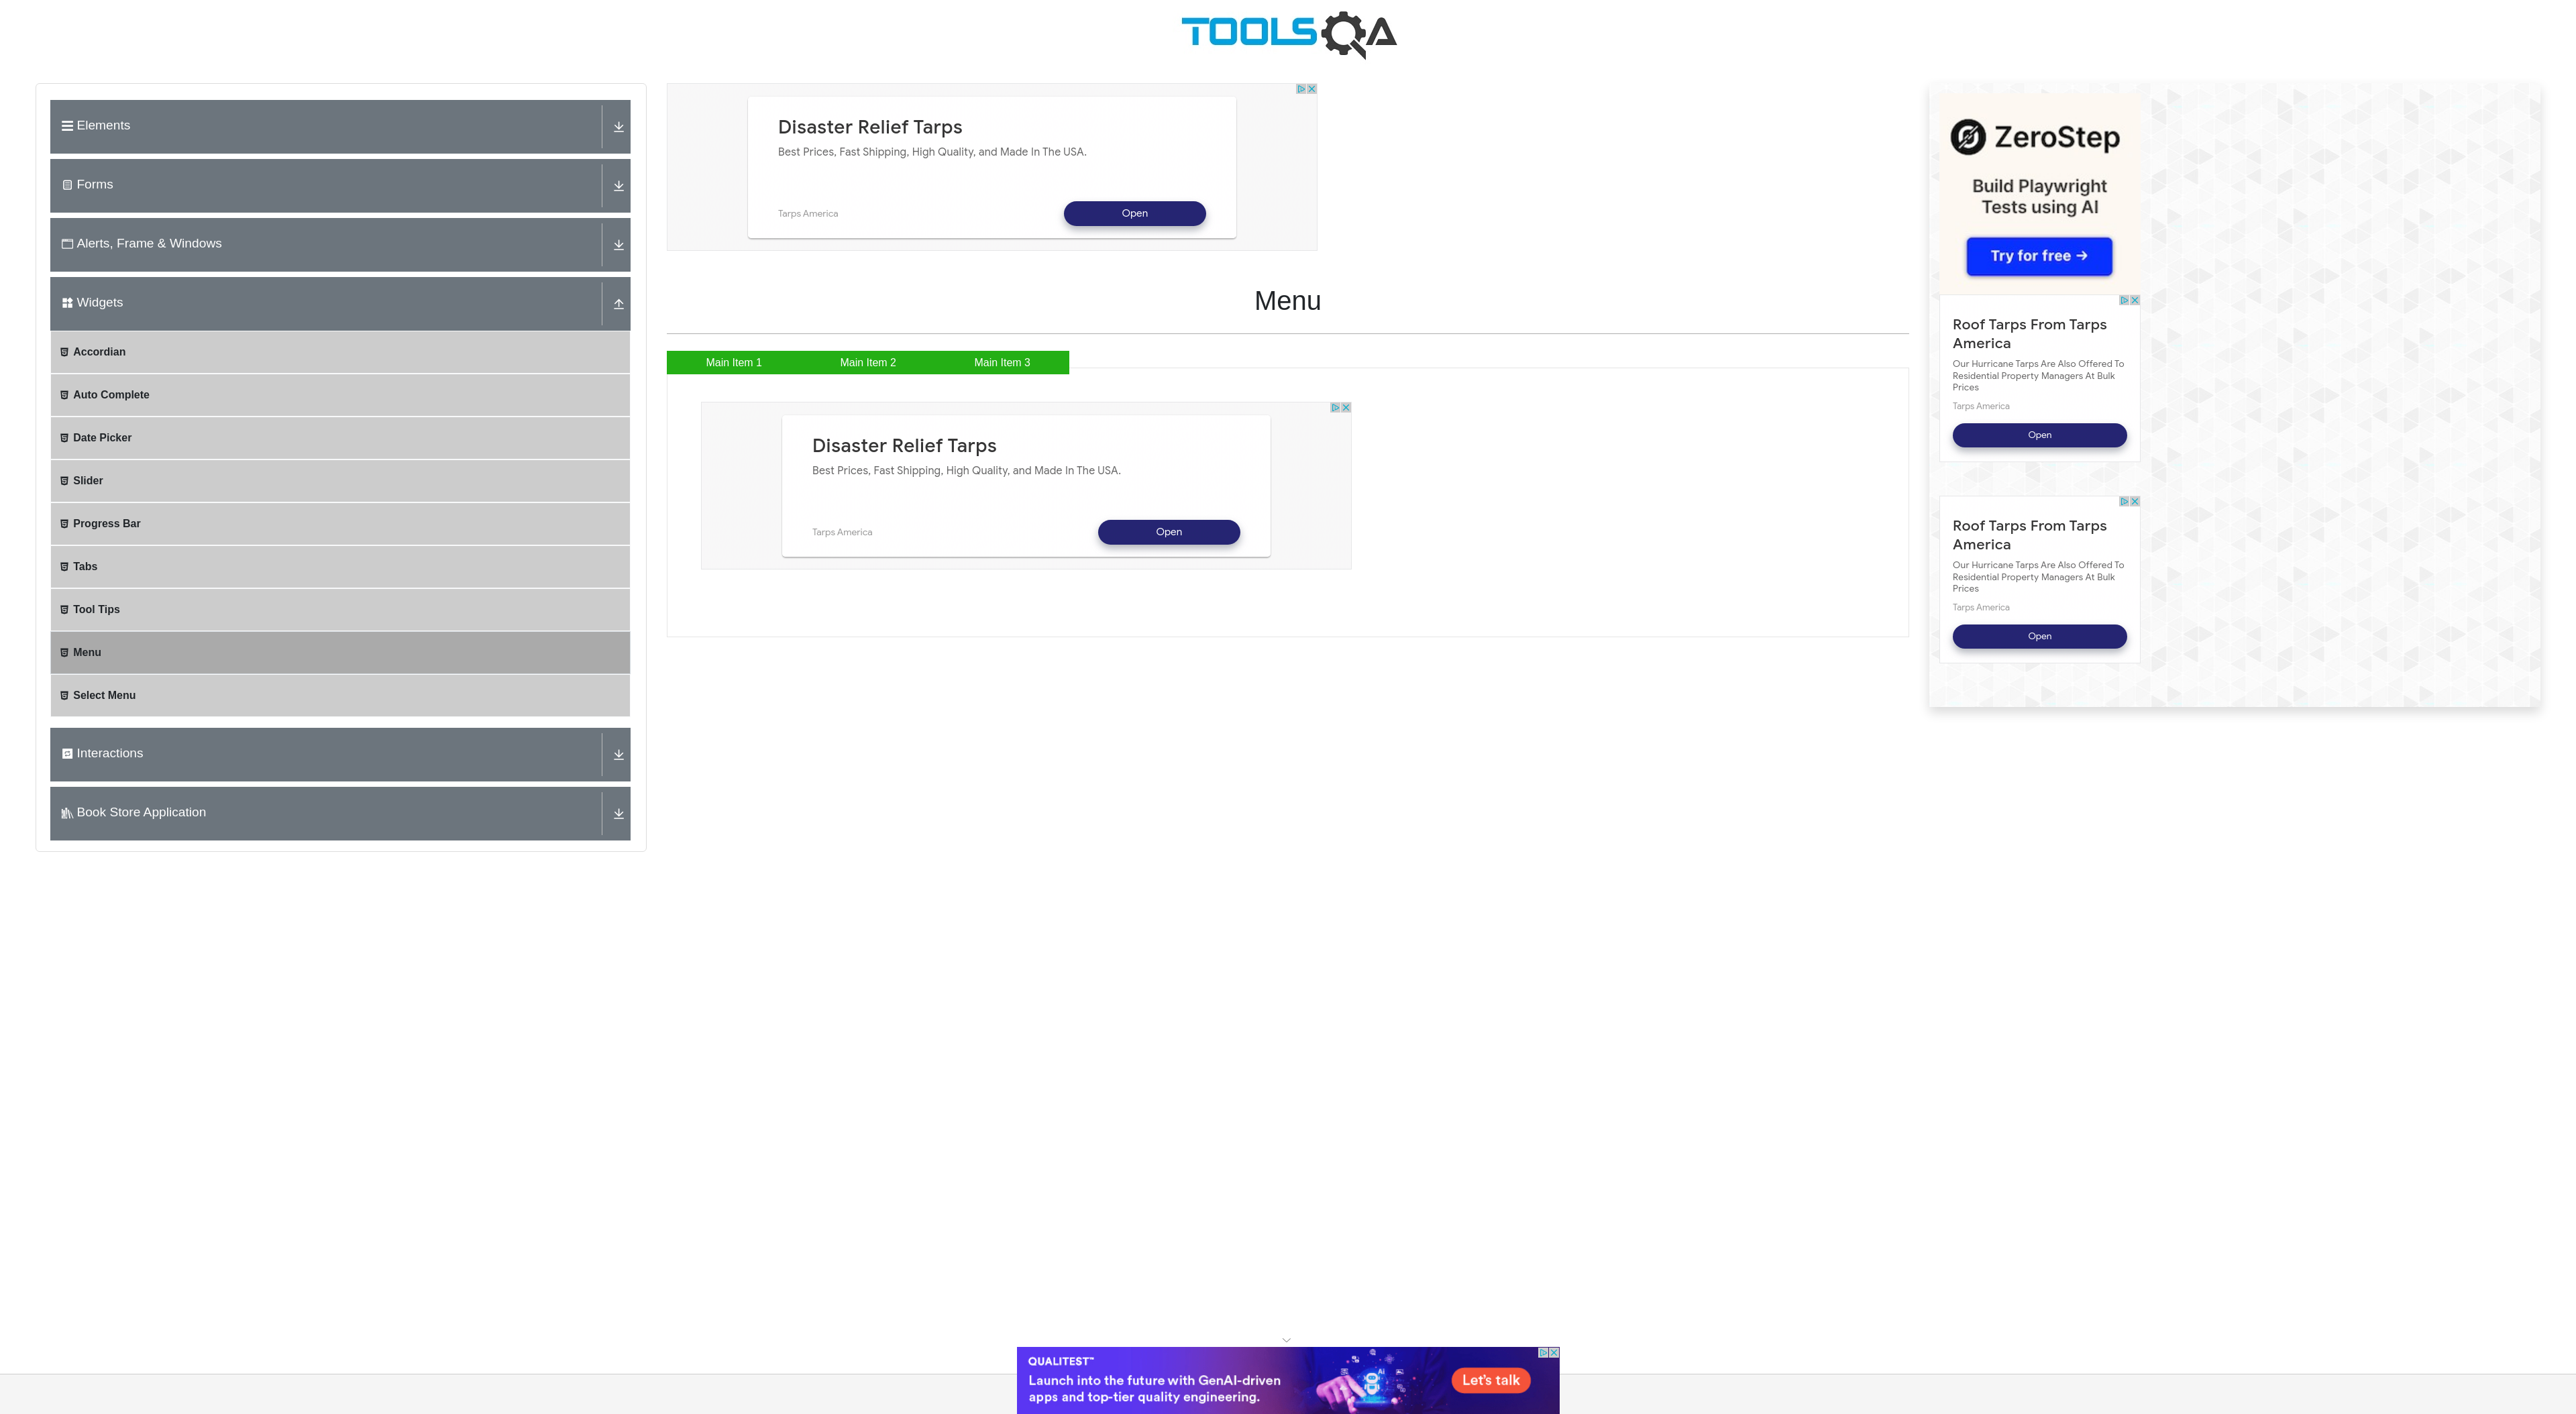 TOOLSQA
Elements
Forms
Alerts, Frame & Windows
Widgets
Accordian
Auto Complete
Date Picker
Slider
Progress Bar
Tabs
Tool Tips
Menu
Select Menu
Interactions
Book Store Application
Disaster Relief Tarps
Best Prices, Fast Shipping, High Quality, and Made In The USA.
Tarps America
Open
Menu
Main Item 1
Main Item 2
Main Item 3
Disaster Relief Tarps
Best Prices, Fast Shipping, High Quality, and Made In The USA.
Tarps America
Open
ZeroStep
Build Playwright
Tests using AI
Try for free →
Roof Tarps From Tarps
America
Our Hurricane Tarps Are Also Offered To
Residential Property Managers At Bulk
Prices
Tarps America
Open
Roof Tarps From Tarps
America
Our Hurricane Tarps Are Also Offered To
Residential Property Managers At Bulk
Prices
Tarps America
Open
QUALITEST™
Launch into the future with GenAI-driven
apps and top-tier quality engineering.
AI
Let's talk